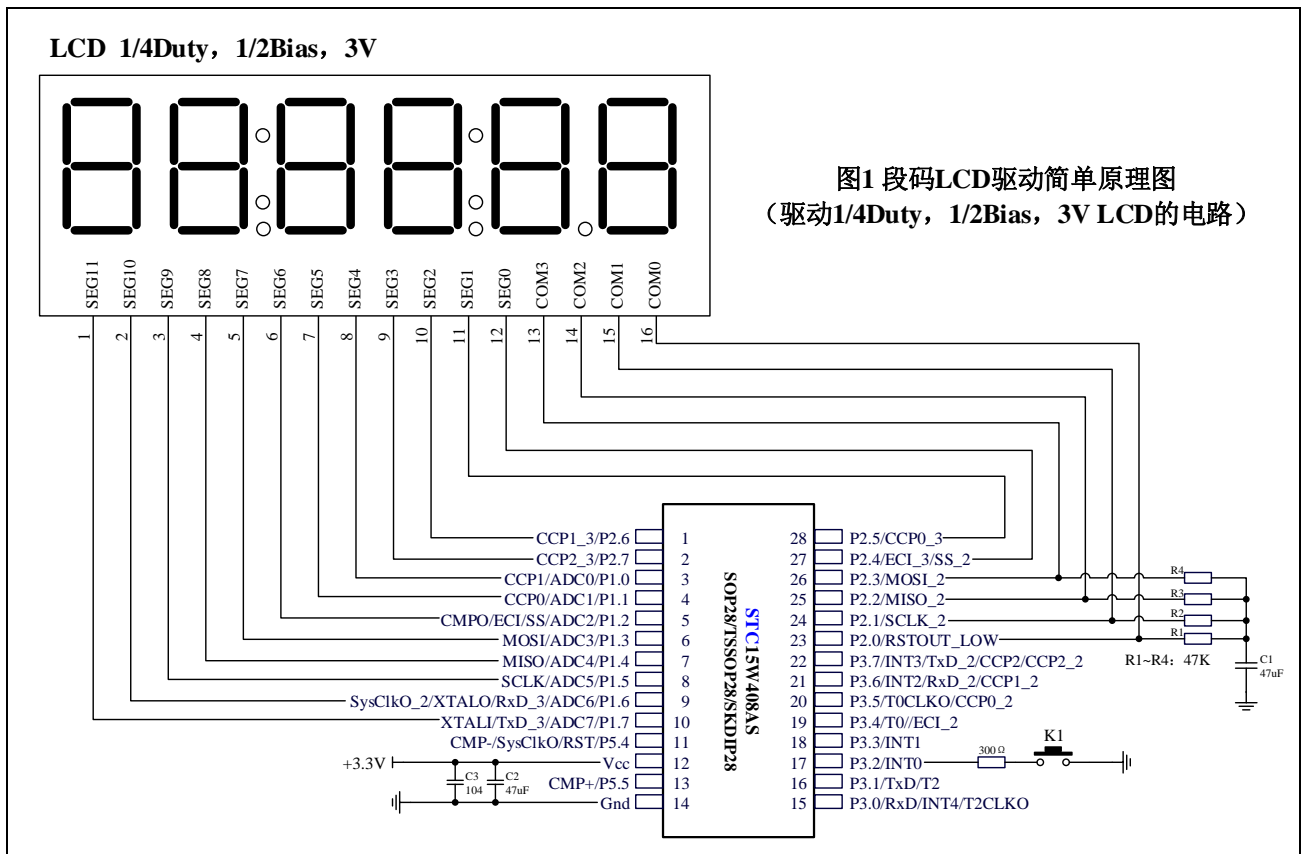 LCD 1/4Duty，1/2Bias，3V
图1 段码LCD驱动简单原理图
（驱动1/4Duty，1/2Bias，3V LCD的电路）
SEG11
SEG10
SEG9
SEG8
SEG7
SEG6
SEG5
SEG4
SEG3
SEG2
SEG1
SEG0
COM3
COM2
COM1
COM0
1
2
3
4
5
6
7
8
9
10
11
12
13
14
15
16
CCP1_3/P2.6 1
CCP2_3/P2.7 2
CCP1/ADC0/P1.0 3
CCP0/ADC1/P1.1 4
CMPO/ECI/SS/ADC2/P1.2 5
MOSI/ADC3/P1.3 6
MISO/ADC4/P1.4 7
SCLK/ADC5/P1.5 8
SysClkO_2/XTALO/RxD_3/ADC6/P1.6 9
XTALI/TxD_3/ADC7/P1.7 10
CMP-/SysClkO/RST/P5.4 11
Vcc 12
CMP+/P5.5 13
Gnd 14
STC15W408AS
SOP28/TSSOP28/SKDIP28
28 P2.5/CCP0_3
27 P2.4/ECI_3/SS_2
26 P2.3/MOSI_2
25 P2.2/MISO_2
24 P2.1/SCLK_2
23 P2.0/RSTOUT_LOW
22 P3.7/INT3/TxD_2/CCP2/CCP2_2
21 P3.6/INT2/RxD_2/CCP1_2
20 P3.5/T0CLKO/CCP0_2
19 P3.4/T0//ECI_2
18 P3.3/INT1
17 P3.2/INT0
16 P3.1/TxD/T2
15 P3.0/RxD/INT4/T2CLKO
R4
R3
R2
R1
R1~R4：47K
C1
47uF
300Ω
K1
+3.3V
C3
104
C2
47uF